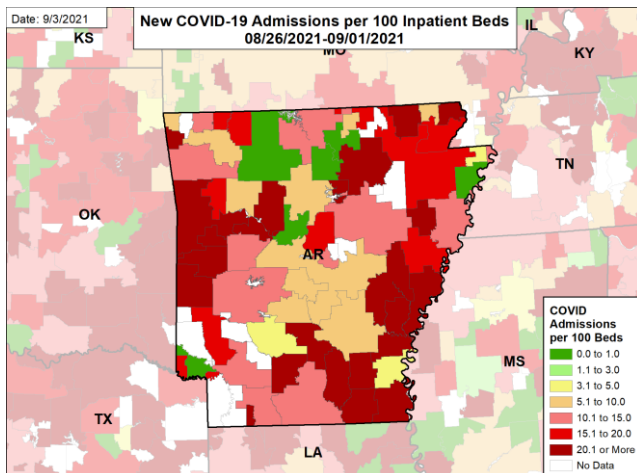 Date: 9/3/2021
New COVID-19 Admissions per 100 Inpatient Beds
08/26/2021-09/01/2021
KS
MO
IL
KY
TN
OK
AR
MS
TX
LA
COVID
Admissions
per 100 Beds
0.0 to 1.0
1.1 to 3.0
3.1 to 5.0
5.1 to 10.0
10.1 to 15.0
15.1 to 20.0
20.1 or More
No Data